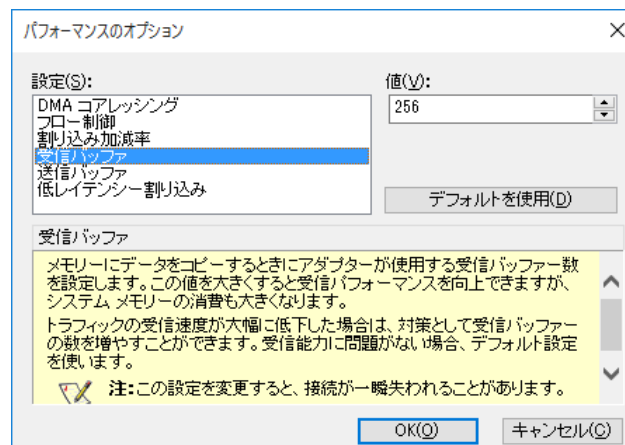 パフォーマンスのオプション
設定(S):
DMA コアレッシング
フロー制御
割り込み加減率
受信バッファ
送信バッファ
低レイテンシー割り込み
値(V):
256
デフォルトを使用(D)
受信バッファ
メモリーにデータをコピーするときにアダプターが使用する受信バッファー数
を設定します。この値を大きくすると受信パフォーマンスを向上できますが、
システム メモリーの消費も大きくなります。
トラフィックの受信速度が大幅に低下した場合は、対策として受信バッファー
の数を増やすことができます。受信能力に問題がない場合、デフォルト設定
を使います。
注:この設定を変更すると、接続が一瞬失われることがあります。
OK(O)
キャンセル(C)